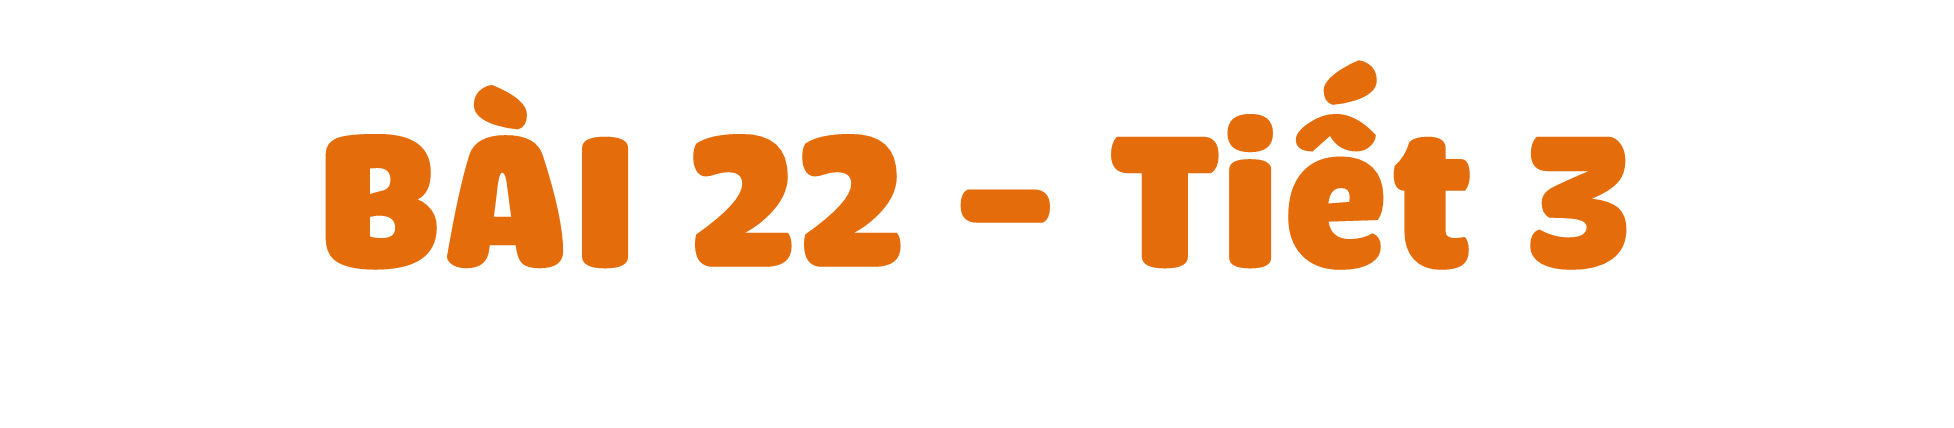 BÀI 22 – Tiết 3